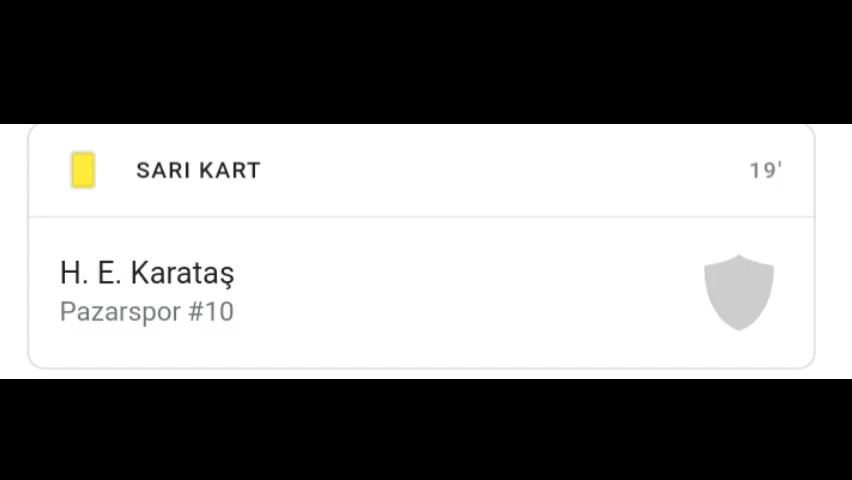 SARI KART 19'
H. E. Karataş
Pazarspor #10